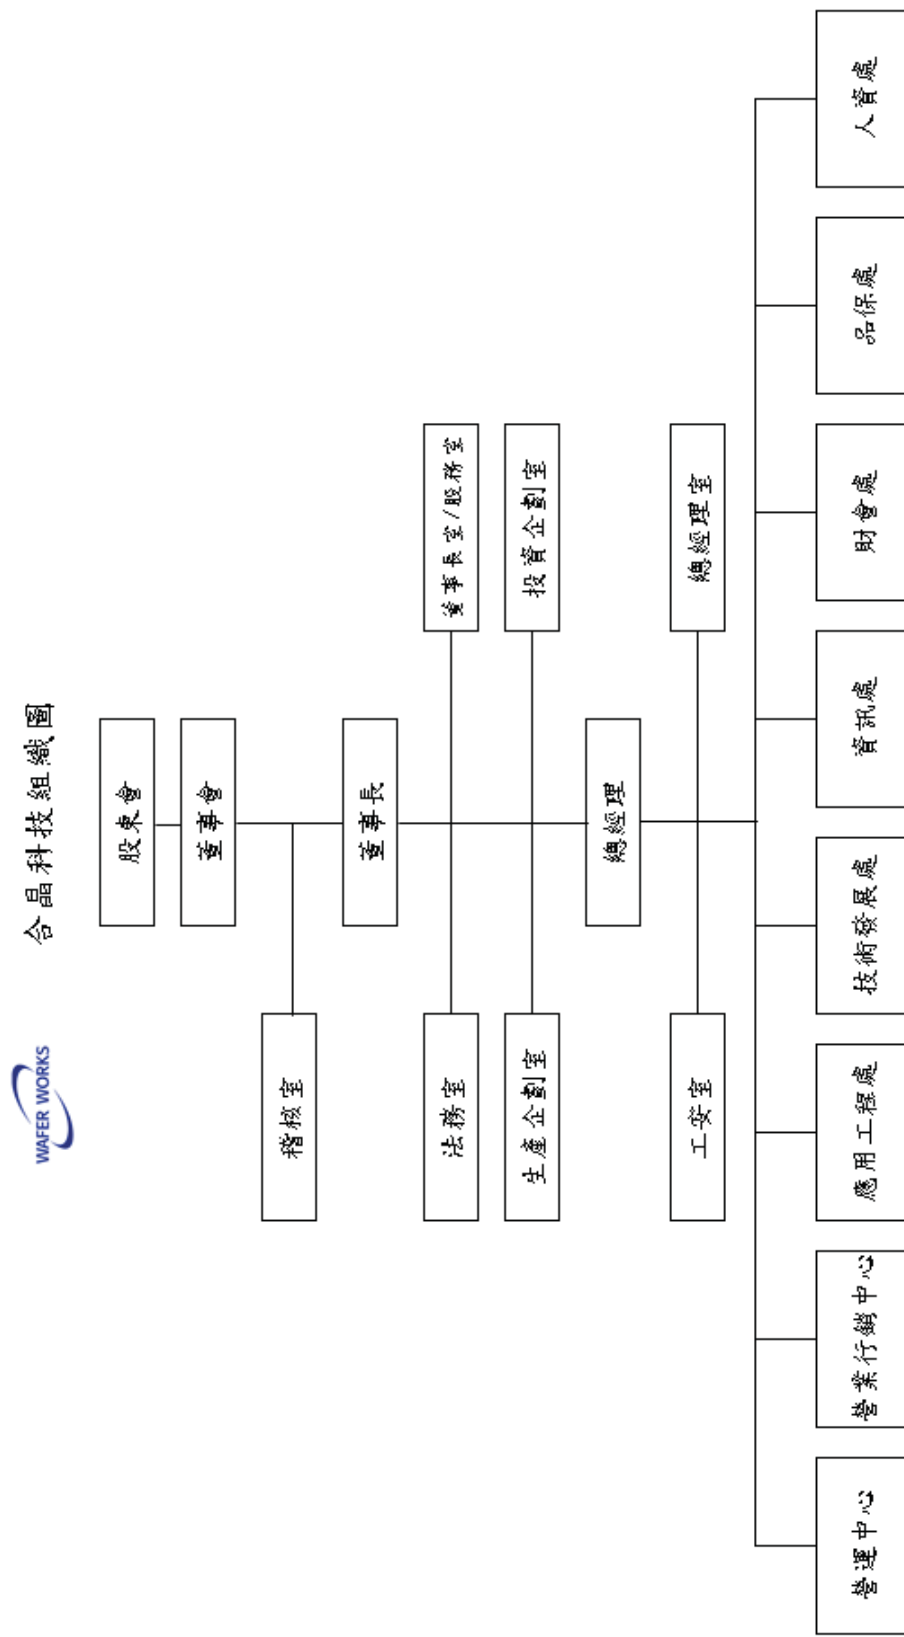 WAFER WORKS
合晶科技組織圖
股東會
董事會
稽核室
董事長
法務室
董事長室/股務室
生產企劃室
投資企劃室
總經理
工安室
總經理室
營運中心
營業行銷中心
應用工程處
技術發展處
資訊處
財會處
品保處
人資處